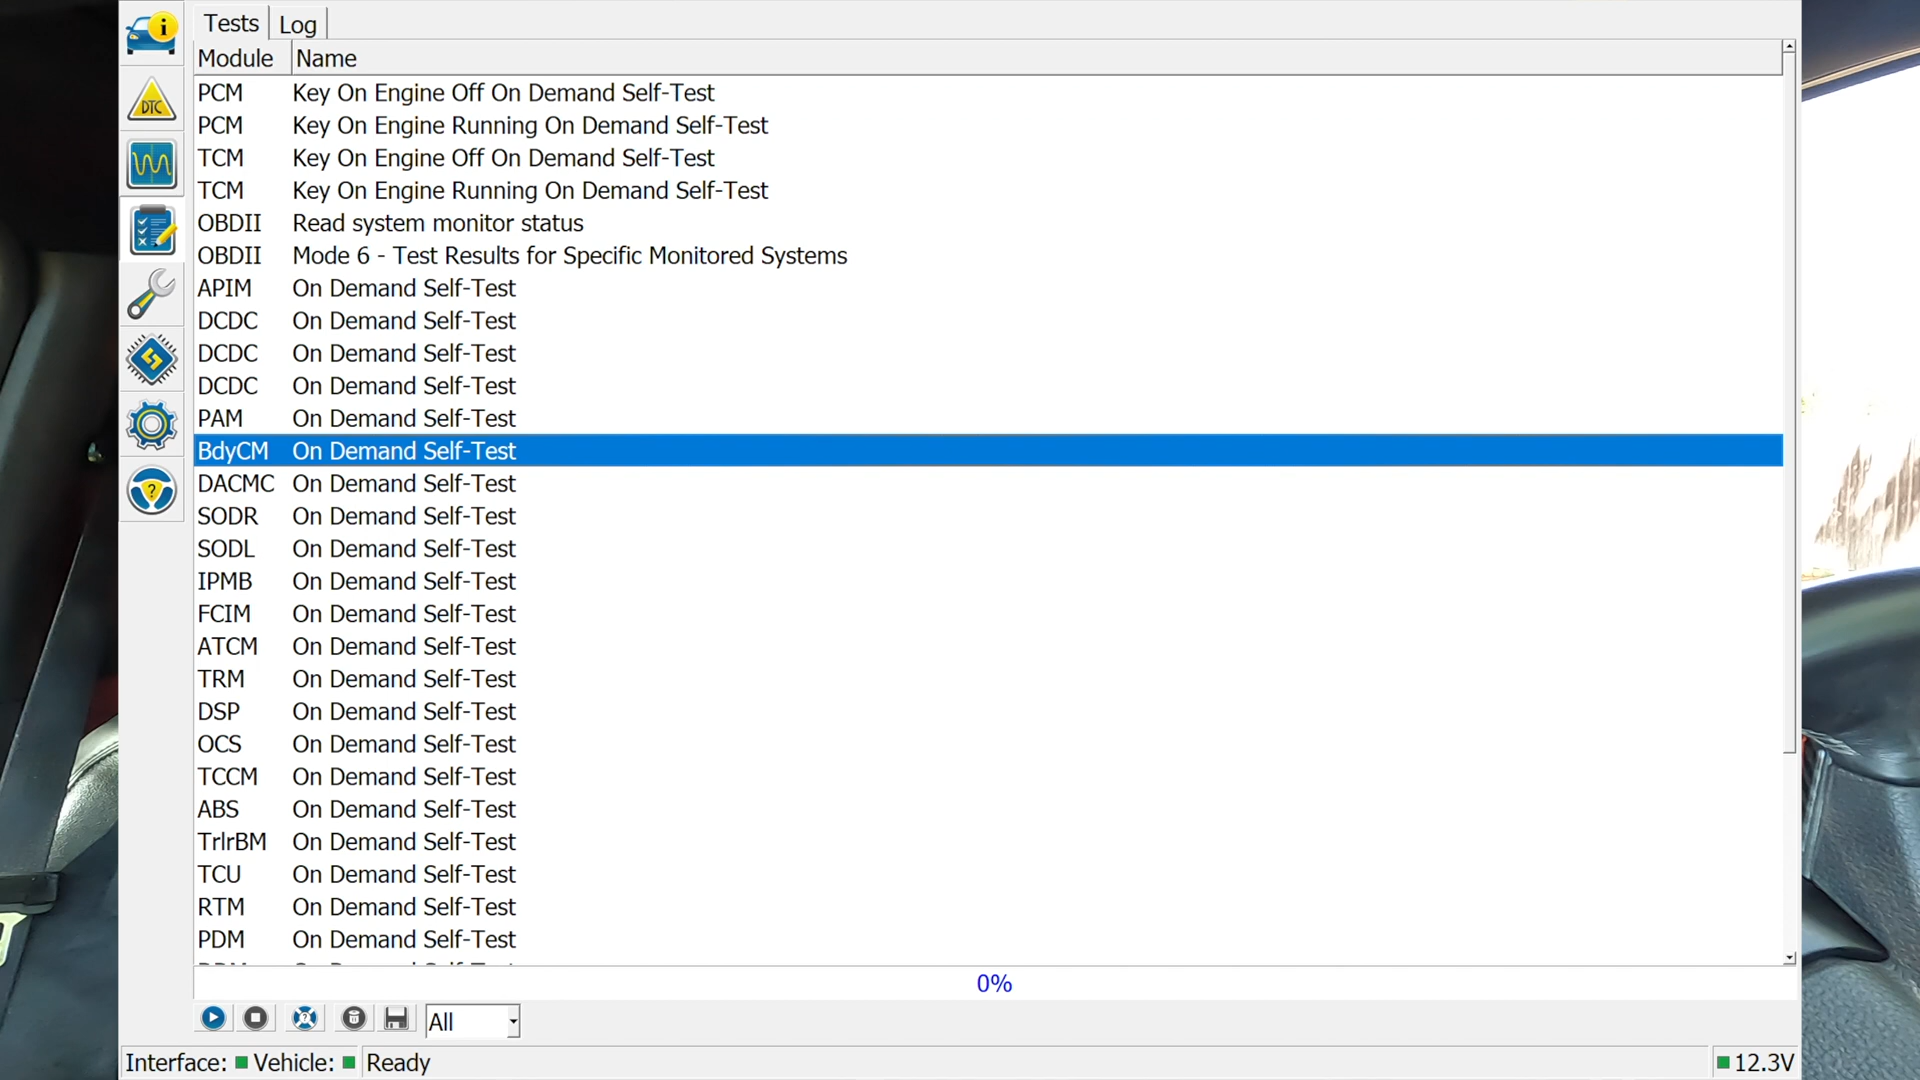 Tests
Log
Module Name
PCM Key On Engine Off On Demand Self-Test
PCM Key On Engine Running On Demand Self-Test
TCM Key On Engine Off On Demand Self-Test
TCM Key On Engine Running On Demand Self-Test
OBDII Read system monitor status
OBDII Mode 6 - Test Results for Specific Monitored Systems
APIM On Demand Self-Test
DCDC On Demand Self-Test
DCDC On Demand Self-Test
DCDC On Demand Self-Test
PAM On Demand Self-Test
BdyCM On Demand Self-Test
DACMC On Demand Self-Test
SODR On Demand Self-Test
SODL On Demand Self-Test
IPMB On Demand Self-Test
FCIM On Demand Self-Test
ATCM On Demand Self-Test
TRM On Demand Self-Test
DSP On Demand Self-Test
OCS On Demand Self-Test
TCCM On Demand Self-Test
ABS On Demand Self-Test
TrlrBM On Demand Self-Test
TCU On Demand Self-Test
RTM On Demand Self-Test
PDM On Demand Self-Test
0%
All
Interface: Vehicle: Ready 12.3V
DTC